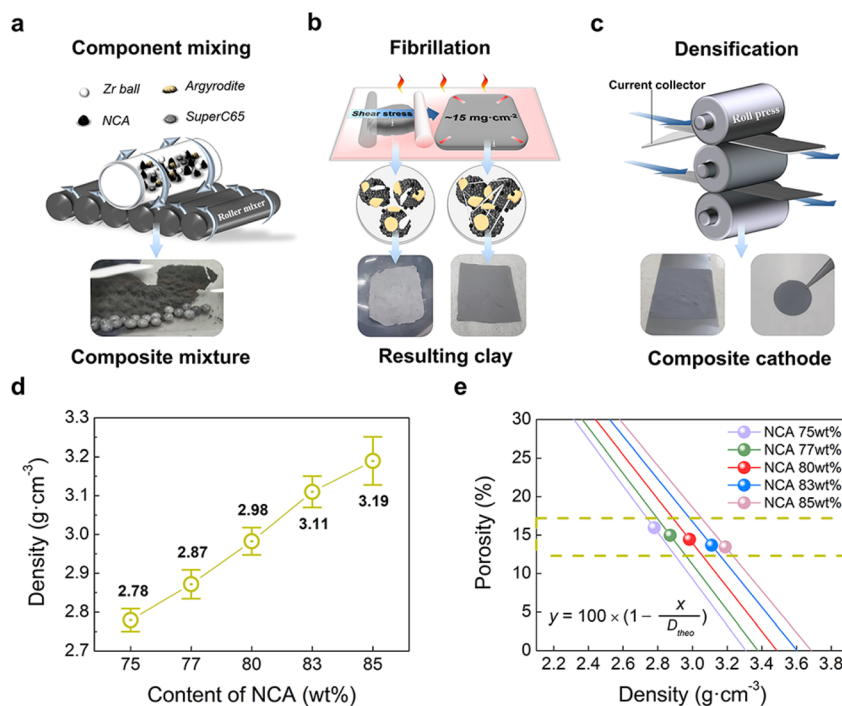 a
Component mixing
Zr ball
Argyrodite
NCA
SuperC65
Roller mixer
Composite mixture
b
Fibrillation
Shear stress
~15 mg·cm⁻²
Resulting clay
c
Densification
Current collector
Roll press
Composite cathode
d
3.3
3.2
3.1
3.0
2.9
2.8
2.7
Density (g·cm⁻³)
2.78
2.87
2.98
3.11
3.19
75
77
80
83
85
Content of NCA (wt%)
e
30
25
20
15
10
5
0
Porosity (%)
NCA 75wt%
NCA 77wt%
NCA 80wt%
NCA 83wt%
NCA 85wt%
y = 100 × (1 − x / D_theo)
2.2
2.4
2.6
2.8
3.0
3.2
3.4
3.6
3.8
Density (g·cm⁻³)